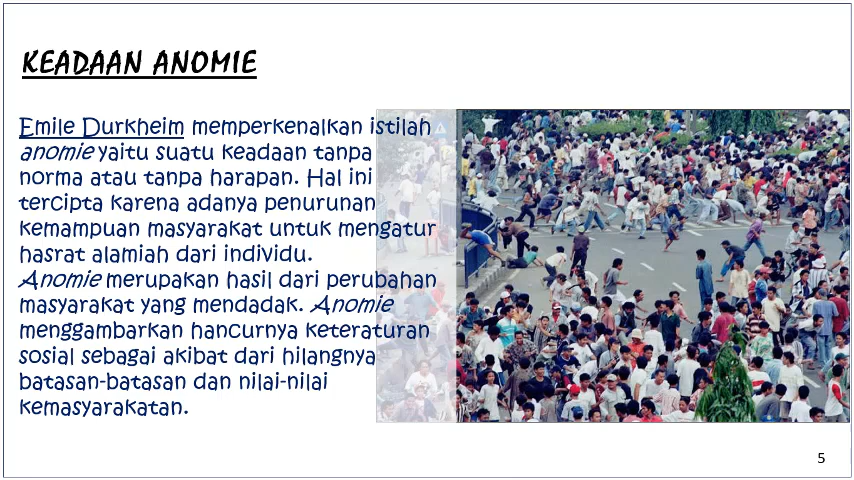 KEADAAN ANOMIE
Emile Durkheim memperkenalkan istilah
anomie yaitu suatu keadaan tanpa
norma atau tanpa harapan. Hal ini
tercipta karena adanya penurunan
kemampuan masyarakat untuk mengatur
hasrat alamiah dari individu.
Anomie merupakan hasil dari perubahan
masyarakat yang mendadak. Anomie
menggambarkan hancurnya keteraturan
sosial sebagai akibat dari hilangnya
batasan-batasan dan nilai-nilai
kemasyarakatan.
5